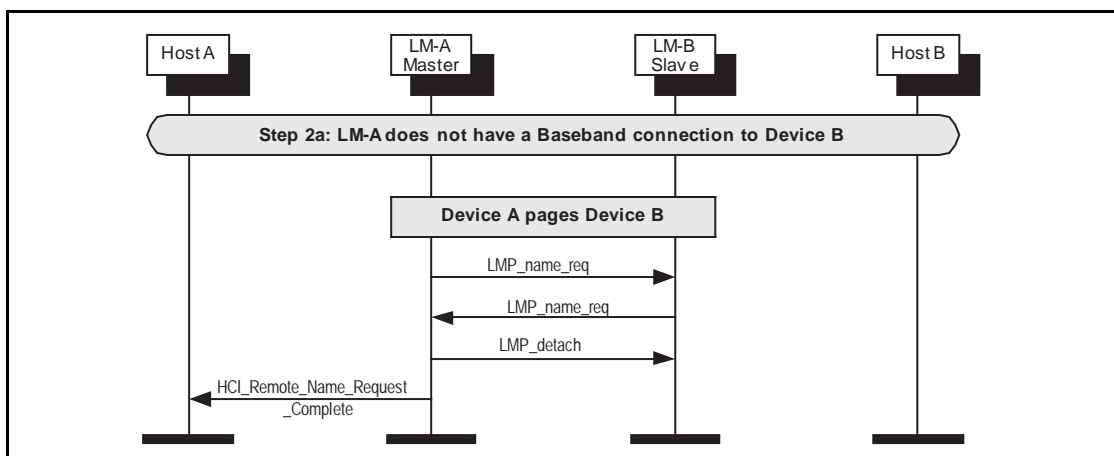 Host A
LM-A
Master
LM-B
Slave
Host B
Step 2a: LM-A does not have a Baseband connection to Device B
Device A pages Device B
LMP_name_req
LMP_name_req
LMP_detach
HCI_Remote_Name_Request
_Complete